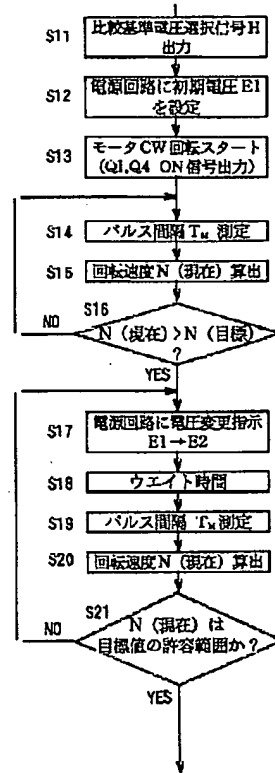 S11
比較基準電圧選択信号H
出力
S12
電源回路に初期電圧E1
を設定
S13
モータCW回転スタート
(Q1,Q4 ON信号出力)
S14
パルス間隔 TM 測定
S15
回転速度N（現在）算出
S16
N（現在）>N（目標）
?
NO
YES
S17
電源回路に電圧変更指示
E1→E2
S18
ウエイト時間
S19
パルス間隔 TM 測定
S20
回転速度N（現在）算出
S21
N（現在）は
目標値の許容範囲か？
NO
YES